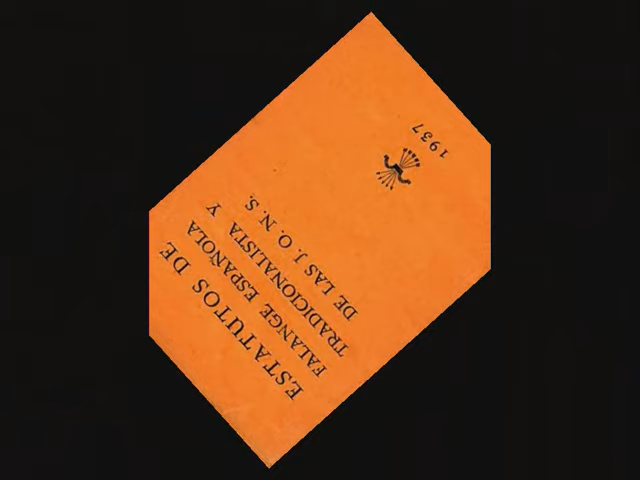 ESTATUTOS DE
FALANGE ESPAÑOLA
TRADICIONALISTA Y
DE LAS J. O. N. S.
1937